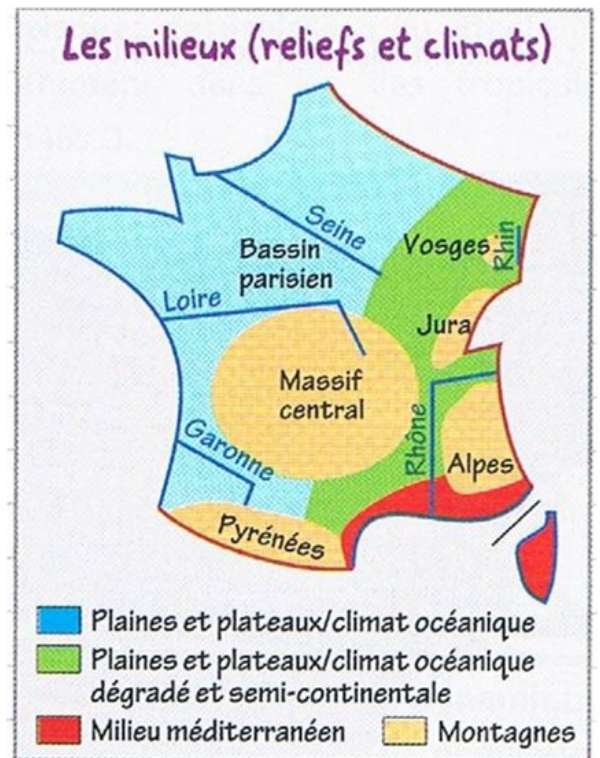 Les milieux (reliefs et climats)
Seine
Vosges
Rhin
Bassin
parisien
Loire
Jura
Massif
central
Rhône
Garonne
Alpes
Pyrénées
Plaines et plateaux/climat océanique
Plaines et plateaux/climat océanique
dégradé et semi-continentale
Milieu méditerranéen
Montagnes